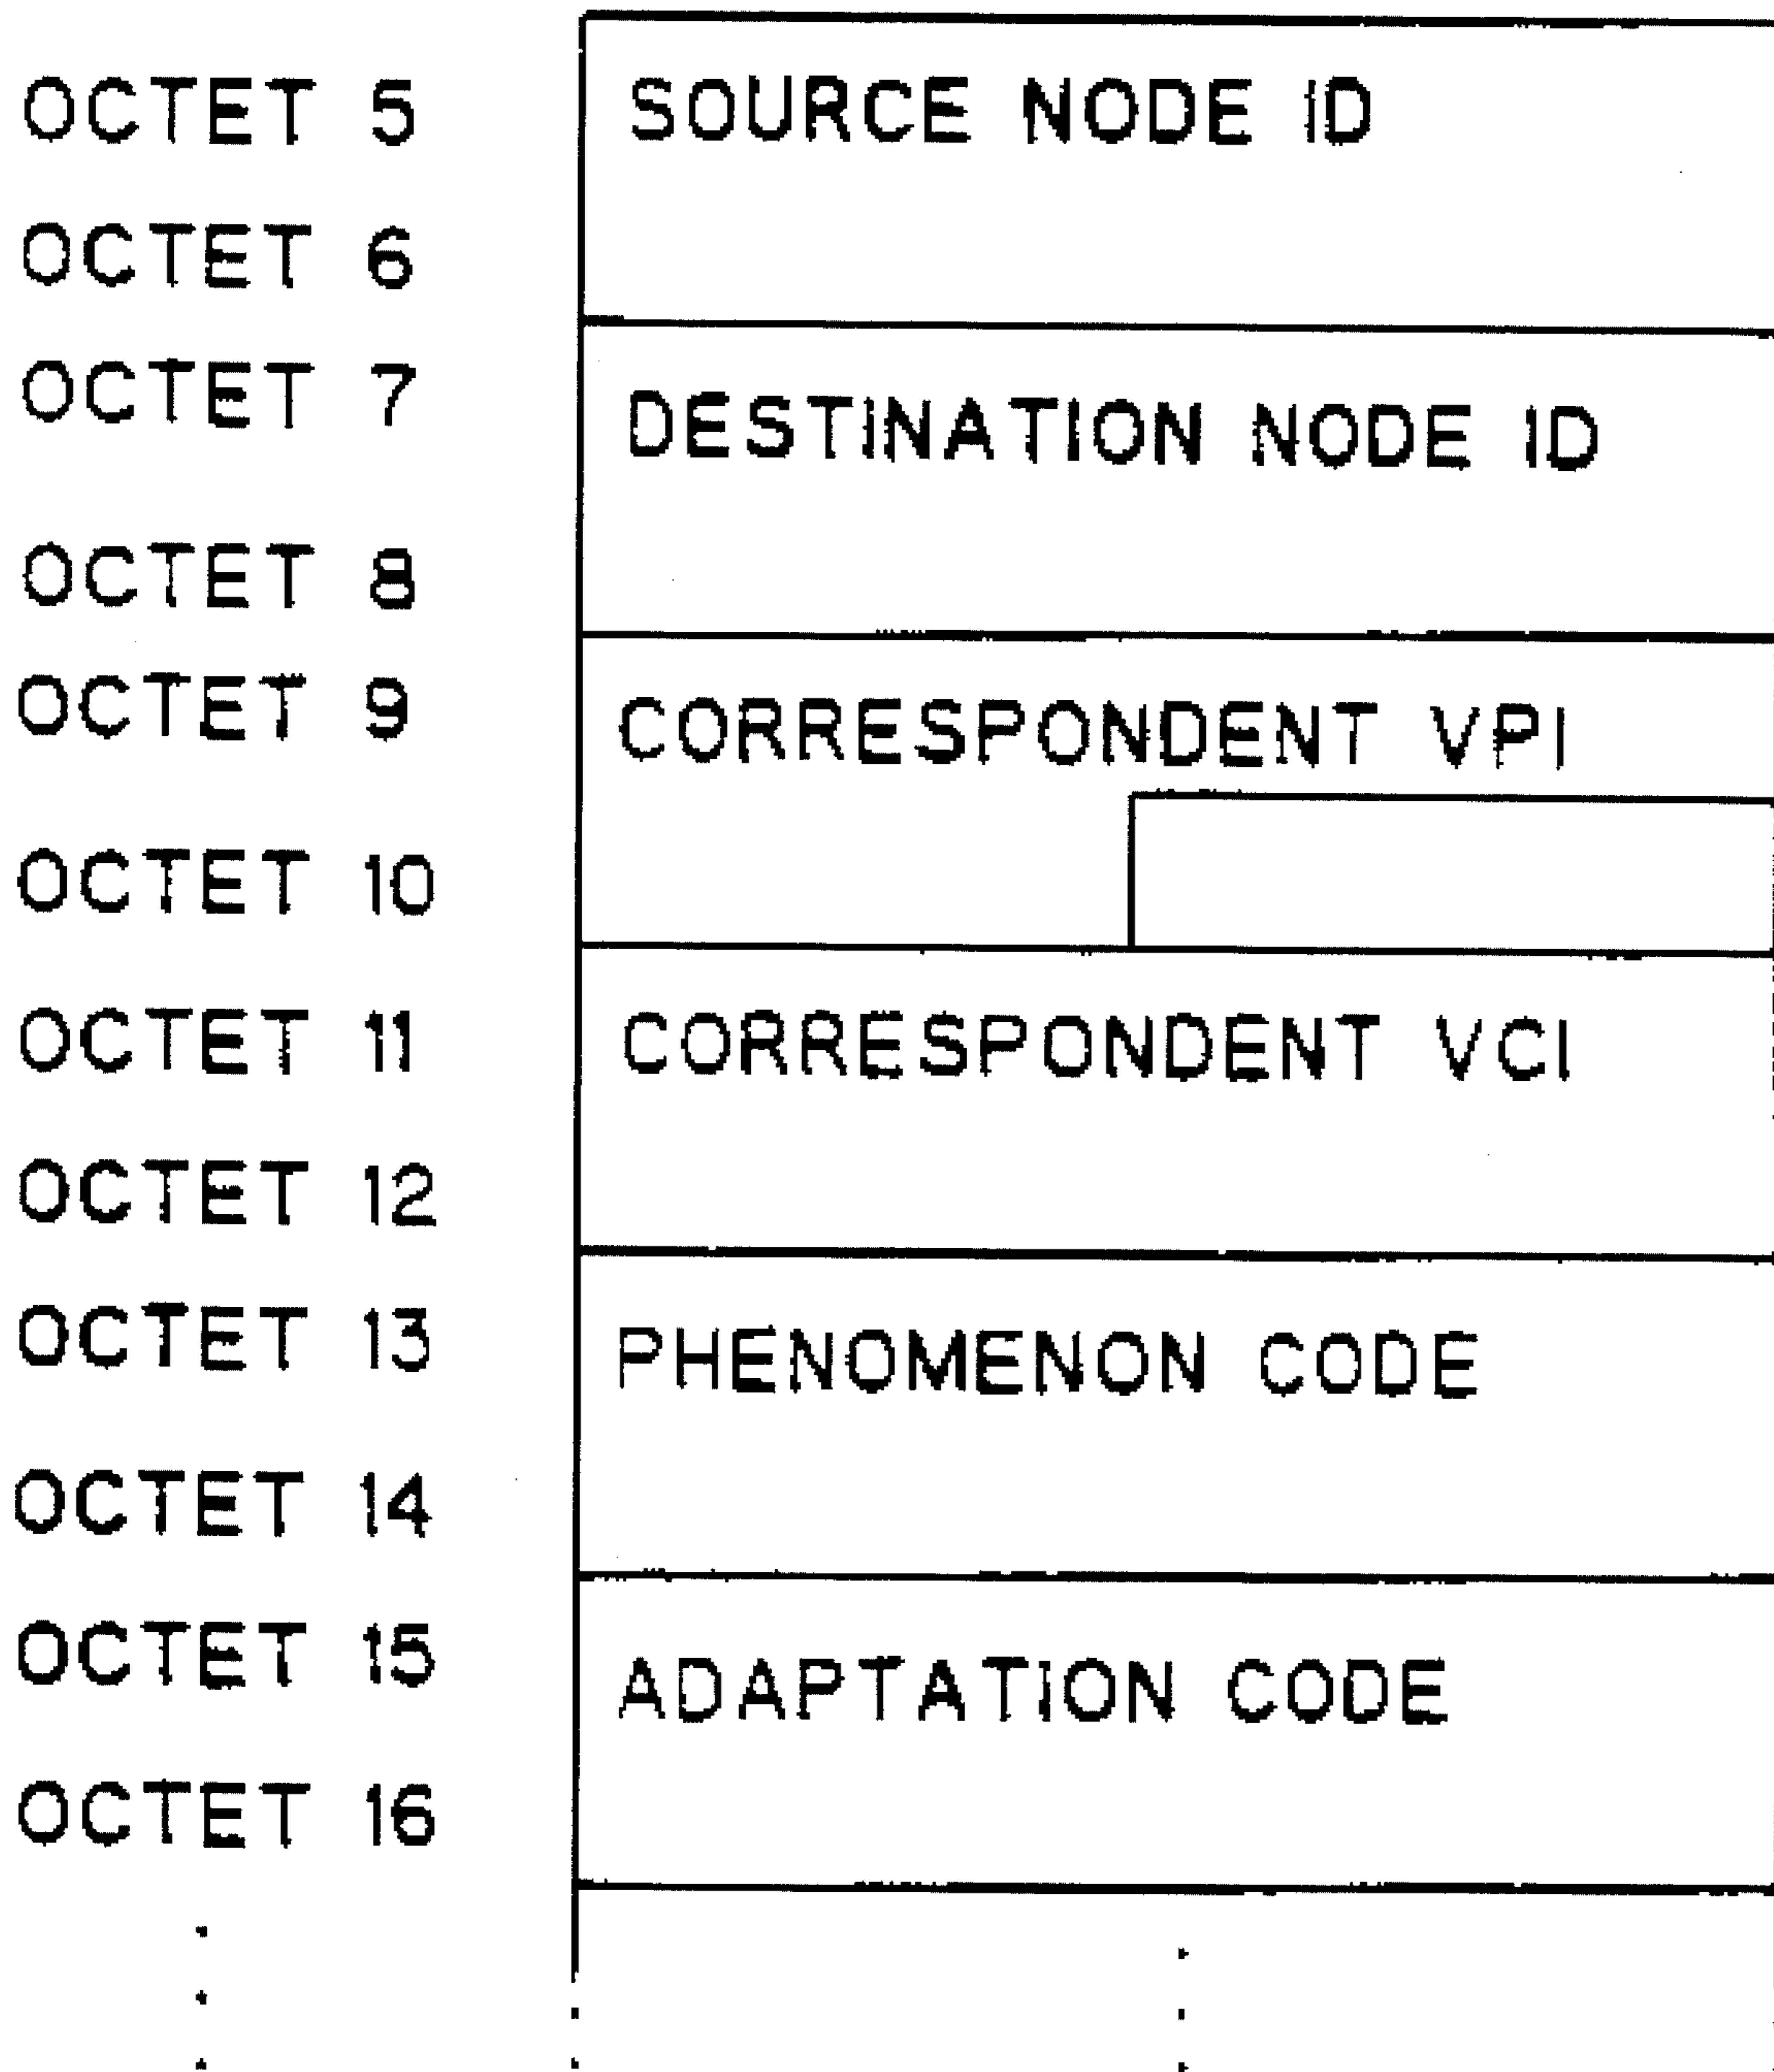 OCTET 5 SOURCE NODE ID
OCTET 6
OCTET 7 DESTINATION NODE ID
OCTET 8
OCTET 9 CORRESPONDENT VPI
OCTET 10
OCTET 11 CORRESPONDENT VCI
OCTET 12
OCTET 13 PHENOMENON CODE
OCTET 14
OCTET 15 ADAPTATION CODE
OCTET 16